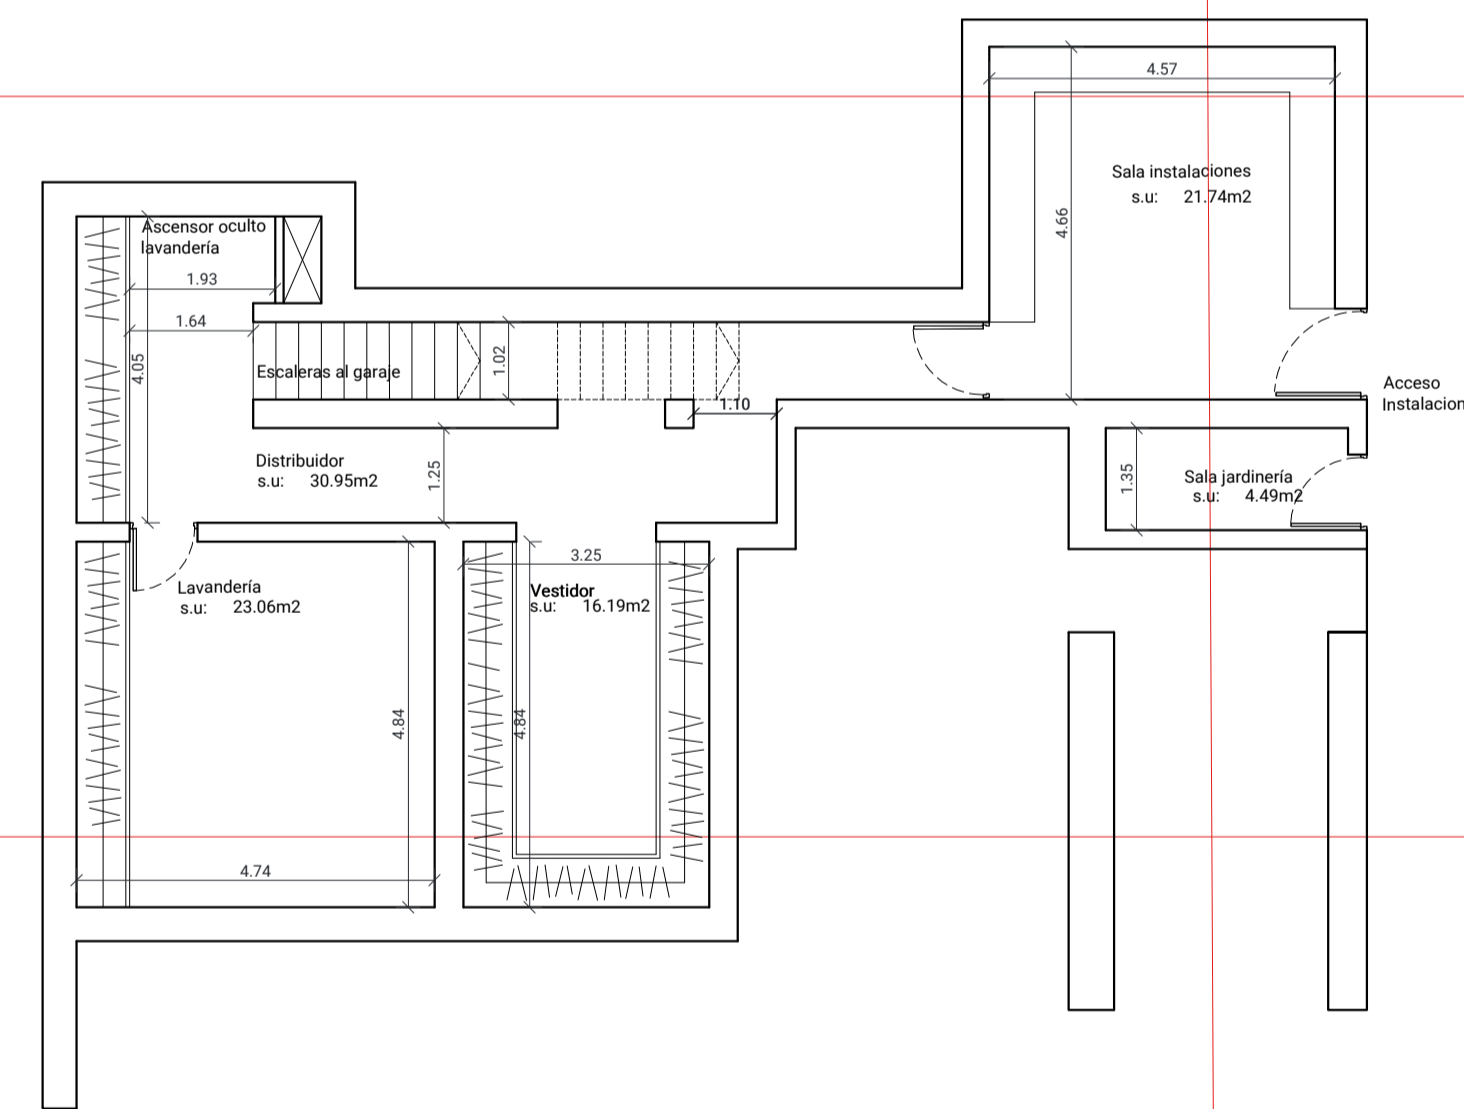 4.57
Sala instalaciones
s.u: 21.74m2
4.66
Ascensor oculto
lavandería
1.93
1.64
4.05
Escaleras al garaje
1.02
1.10
Acceso
Instalacion
Distribuidor
s.u: 30.95m2
1.25
1.35
Sala jardinería
s.u: 4.49m2
3.25
Lavandería
s.u: 23.06m2
Vestidor
s.u: 16.19m2
4.84
4.84
4.74